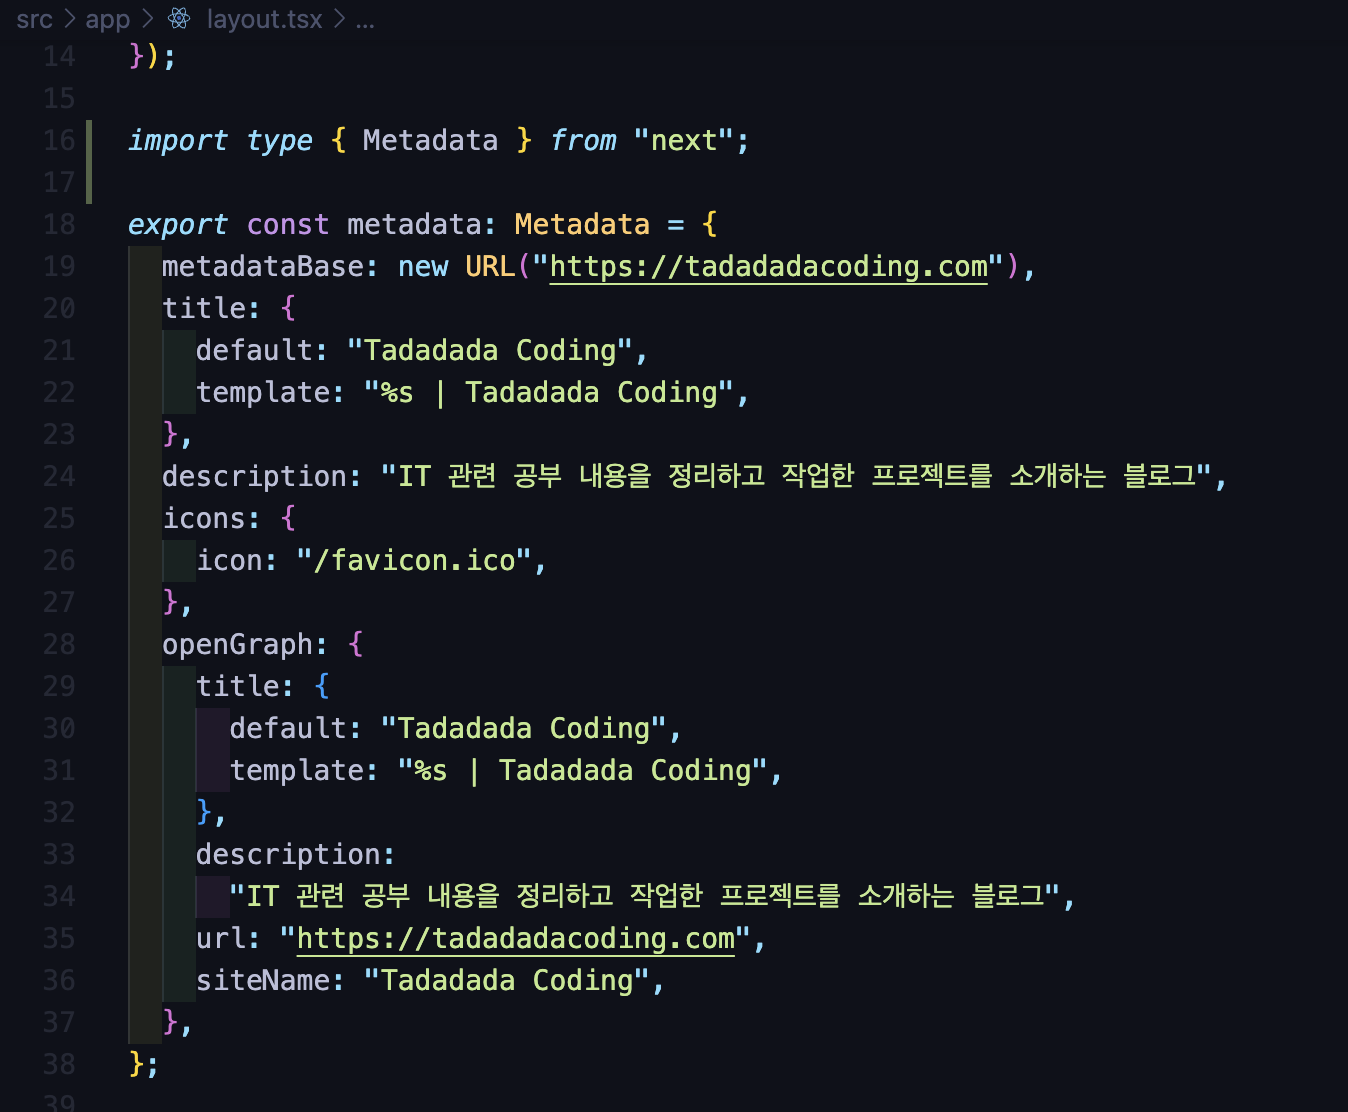 src > app > layout.tsx > ...
14 });
15
16 import type { Metadata } from "next";
17
18 export const metadata: Metadata = {
19 metadataBase: new URL("https://tadadadacoding.com"),
20 title: {
21 default: "Tadadada Coding",
22 template: "%s | Tadadada Coding",
23 },
24 description: "IT 관련 공부 내용을 정리하고 작업한 프로젝트를 소개하는 블로그",
25 icons: {
26 icon: "/favicon.ico",
27 },
28 openGraph: {
29 title: {
30 default: "Tadadada Coding",
31 template: "%s | Tadadada Coding",
32 },
33 description:
34 "IT 관련 공부 내용을 정리하고 작업한 프로젝트를 소개하는 블로그",
35 url: "https://tadadadacoding.com",
36 siteName: "Tadadada Coding",
37 },
38 };
39